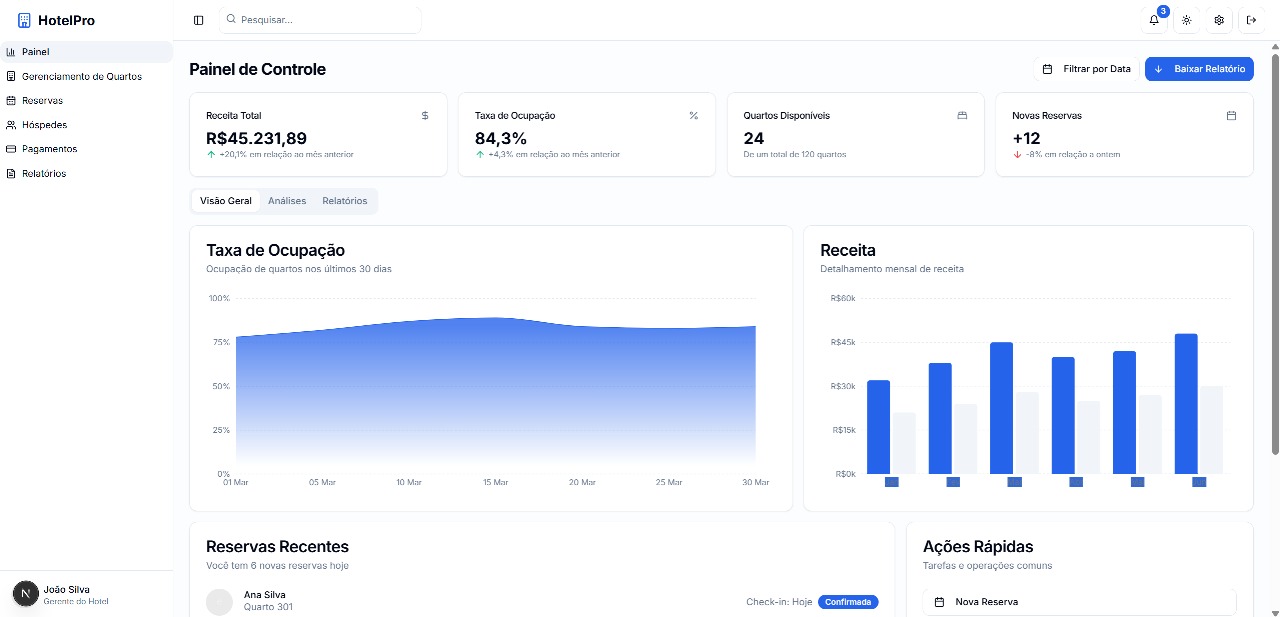 HotelPro
Pesquisar...
3
Painel
Gerenciamento de Quartos
Reservas
Hóspedes
Pagamentos
Relatórios
N
João Silva
Gerente do Hotel
Painel de Controle
Filtrar por Data
Baixar Relatório
Receita Total
$
R$45.231,89
+20,1% em relação ao mês anterior
Taxa de Ocupação
%
84,3%
+4,3% em relação ao mês anterior
Quartos Disponíveis
24
De um total de 120 quartos
Novas Reservas
+12
-8% em relação a ontem
Visão Geral
Análises
Relatórios
Taxa de Ocupação
Ocupação de quartos nos últimos 30 dias
100%
75%
50%
25%
0%
01 Mar
05 Mar
10 Mar
15 Mar
20 Mar
25 Mar
30 Mar
Receita
Detalhamento mensal de receita
R$60k
R$45k
R$30k
R$15k
R$0k
Reservas Recentes
Você tem 6 novas reservas hoje
Ana Silva
Quarto 301
Check-in: Hoje
Confirmada
Ações Rápidas
Tarefas e operações comuns
Nova Reserva